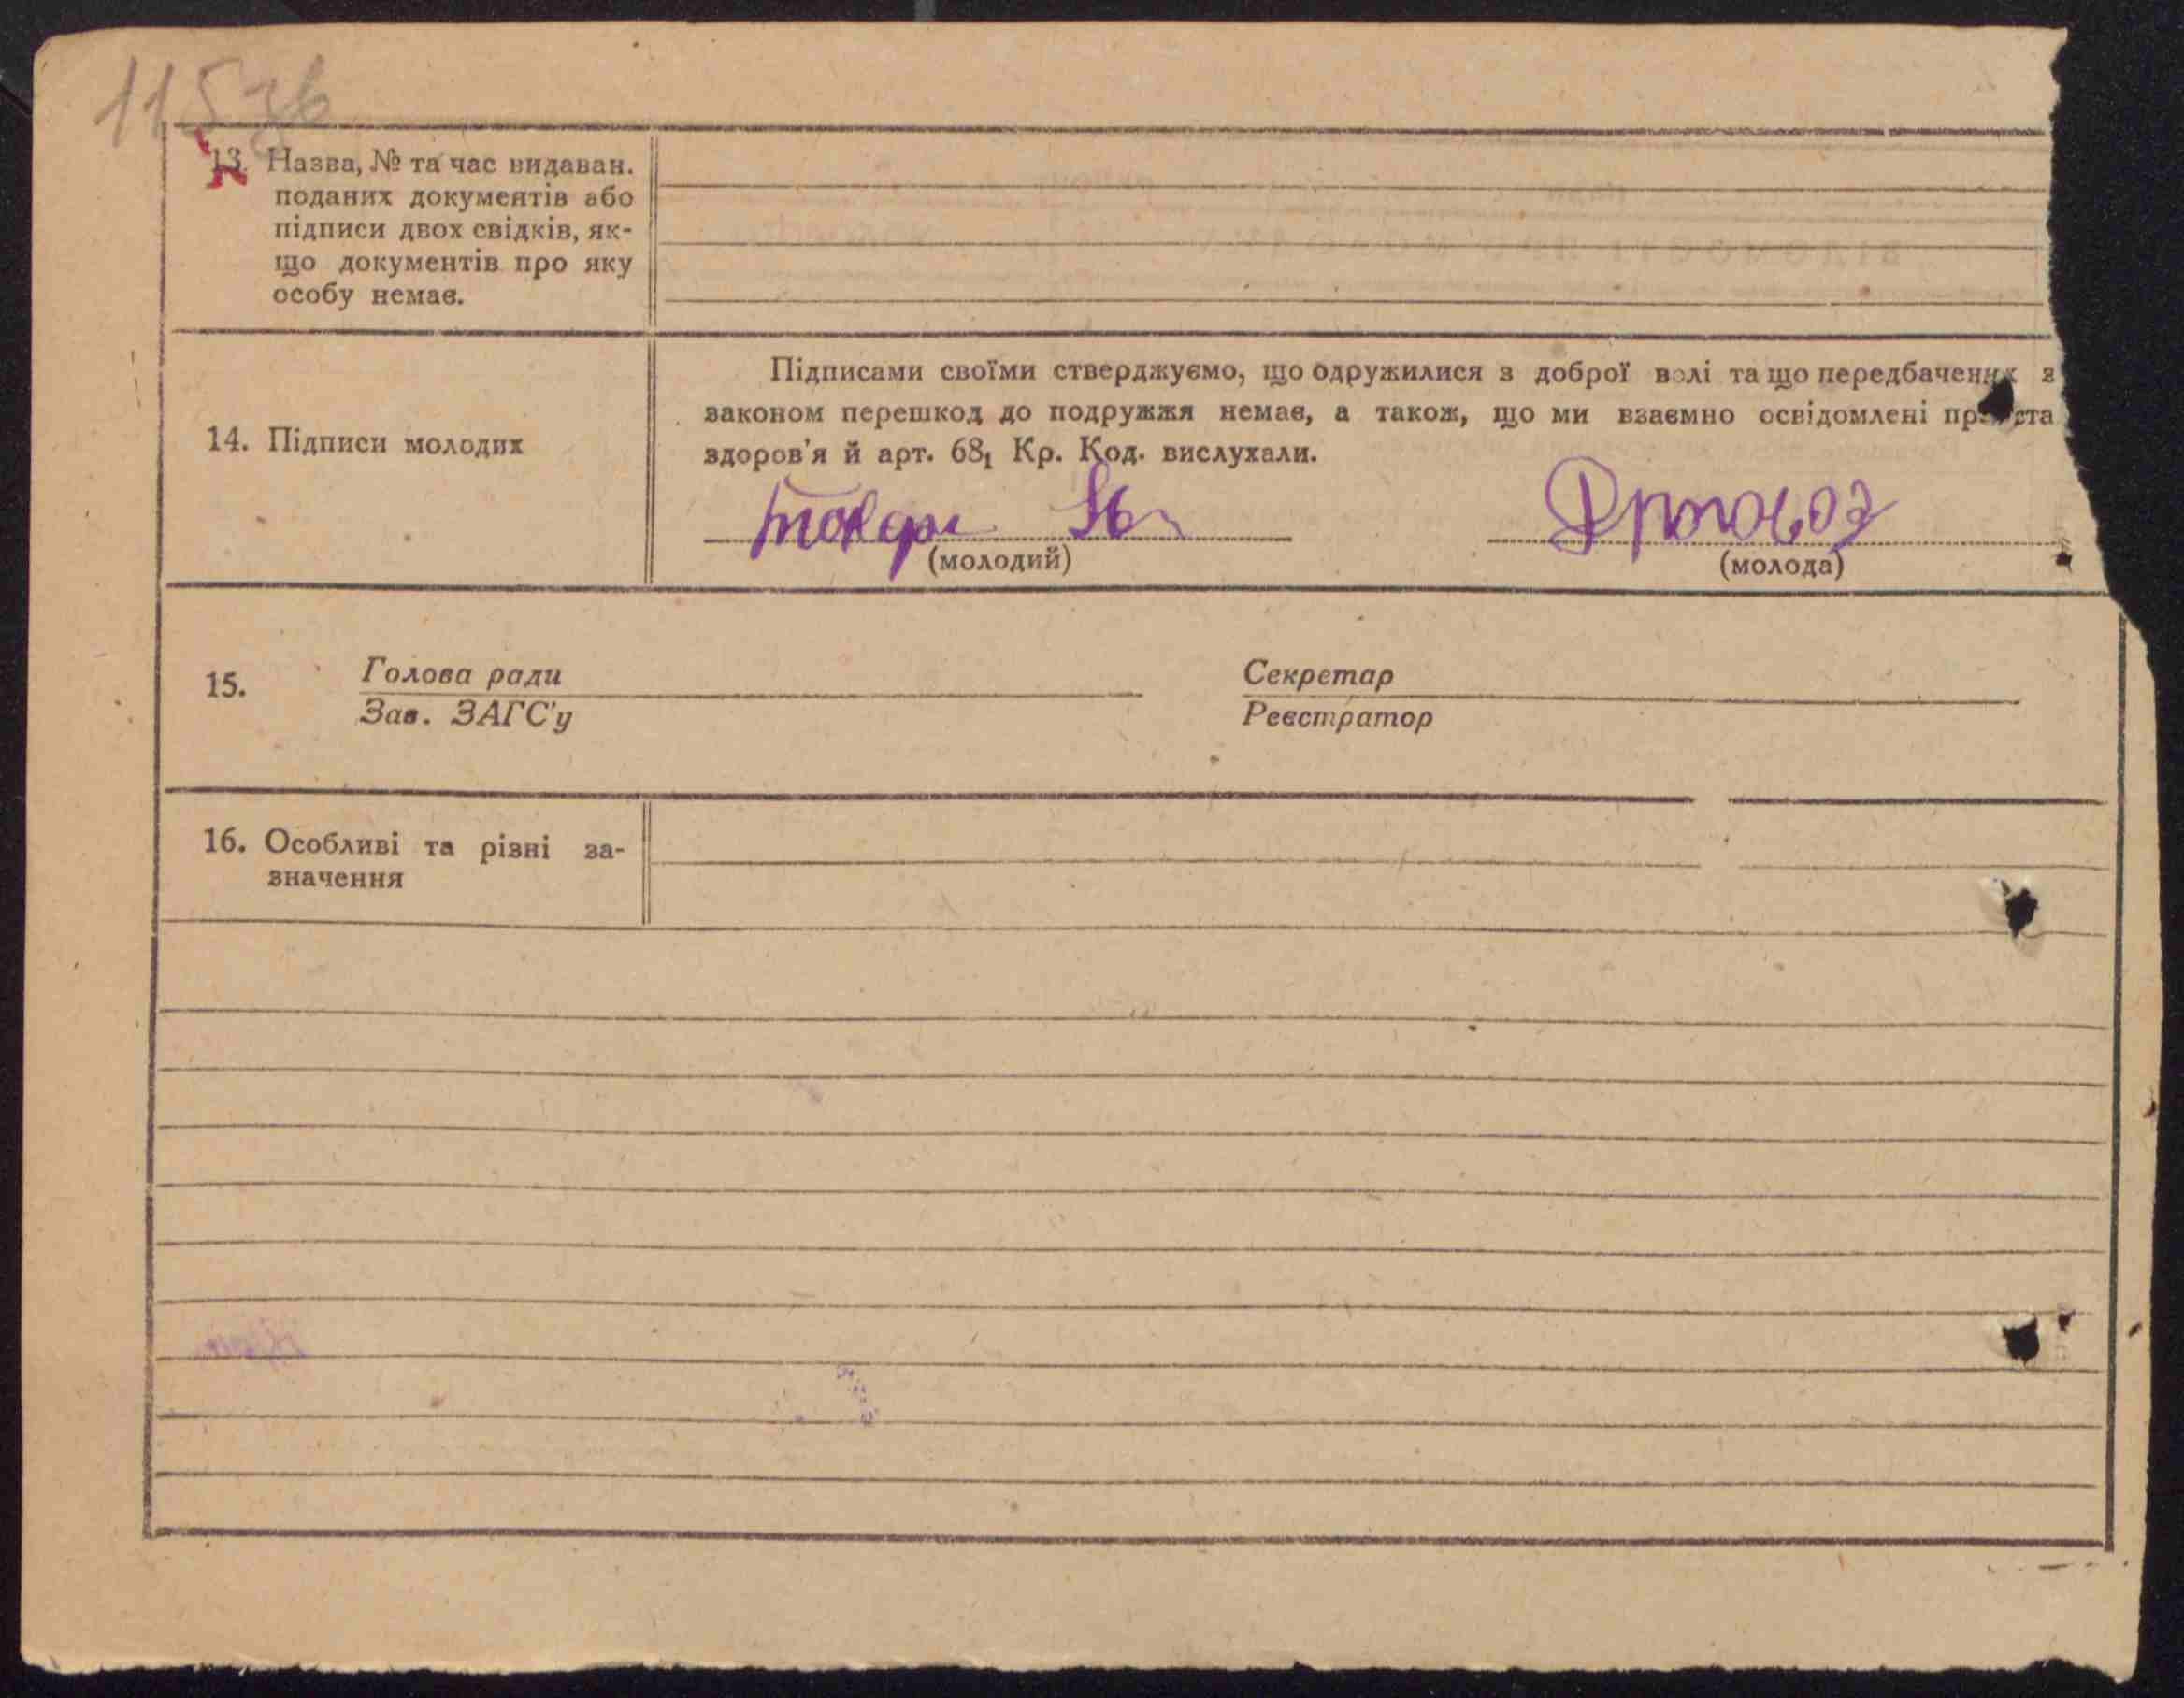 115зв
13. Назва, № та час видаван.
поданих документів або
підписи двох свідків, як-
що документів про яку
особу немає.
14. Підписи молодих
Підписами своїми стверджуємо, що одружилися з доброї волі та що передбачених з
законом перешкод до подружжя немає, а також, що ми взаємно освідомлені ста
здоров'я й арт. 68₁ Кр. Код. вислухали.
(молодий)
(молода)
15. Голова ради
Зав. ЗАГС'у
Секретар
Реєстратор
16. Особливі та різні за-
значення